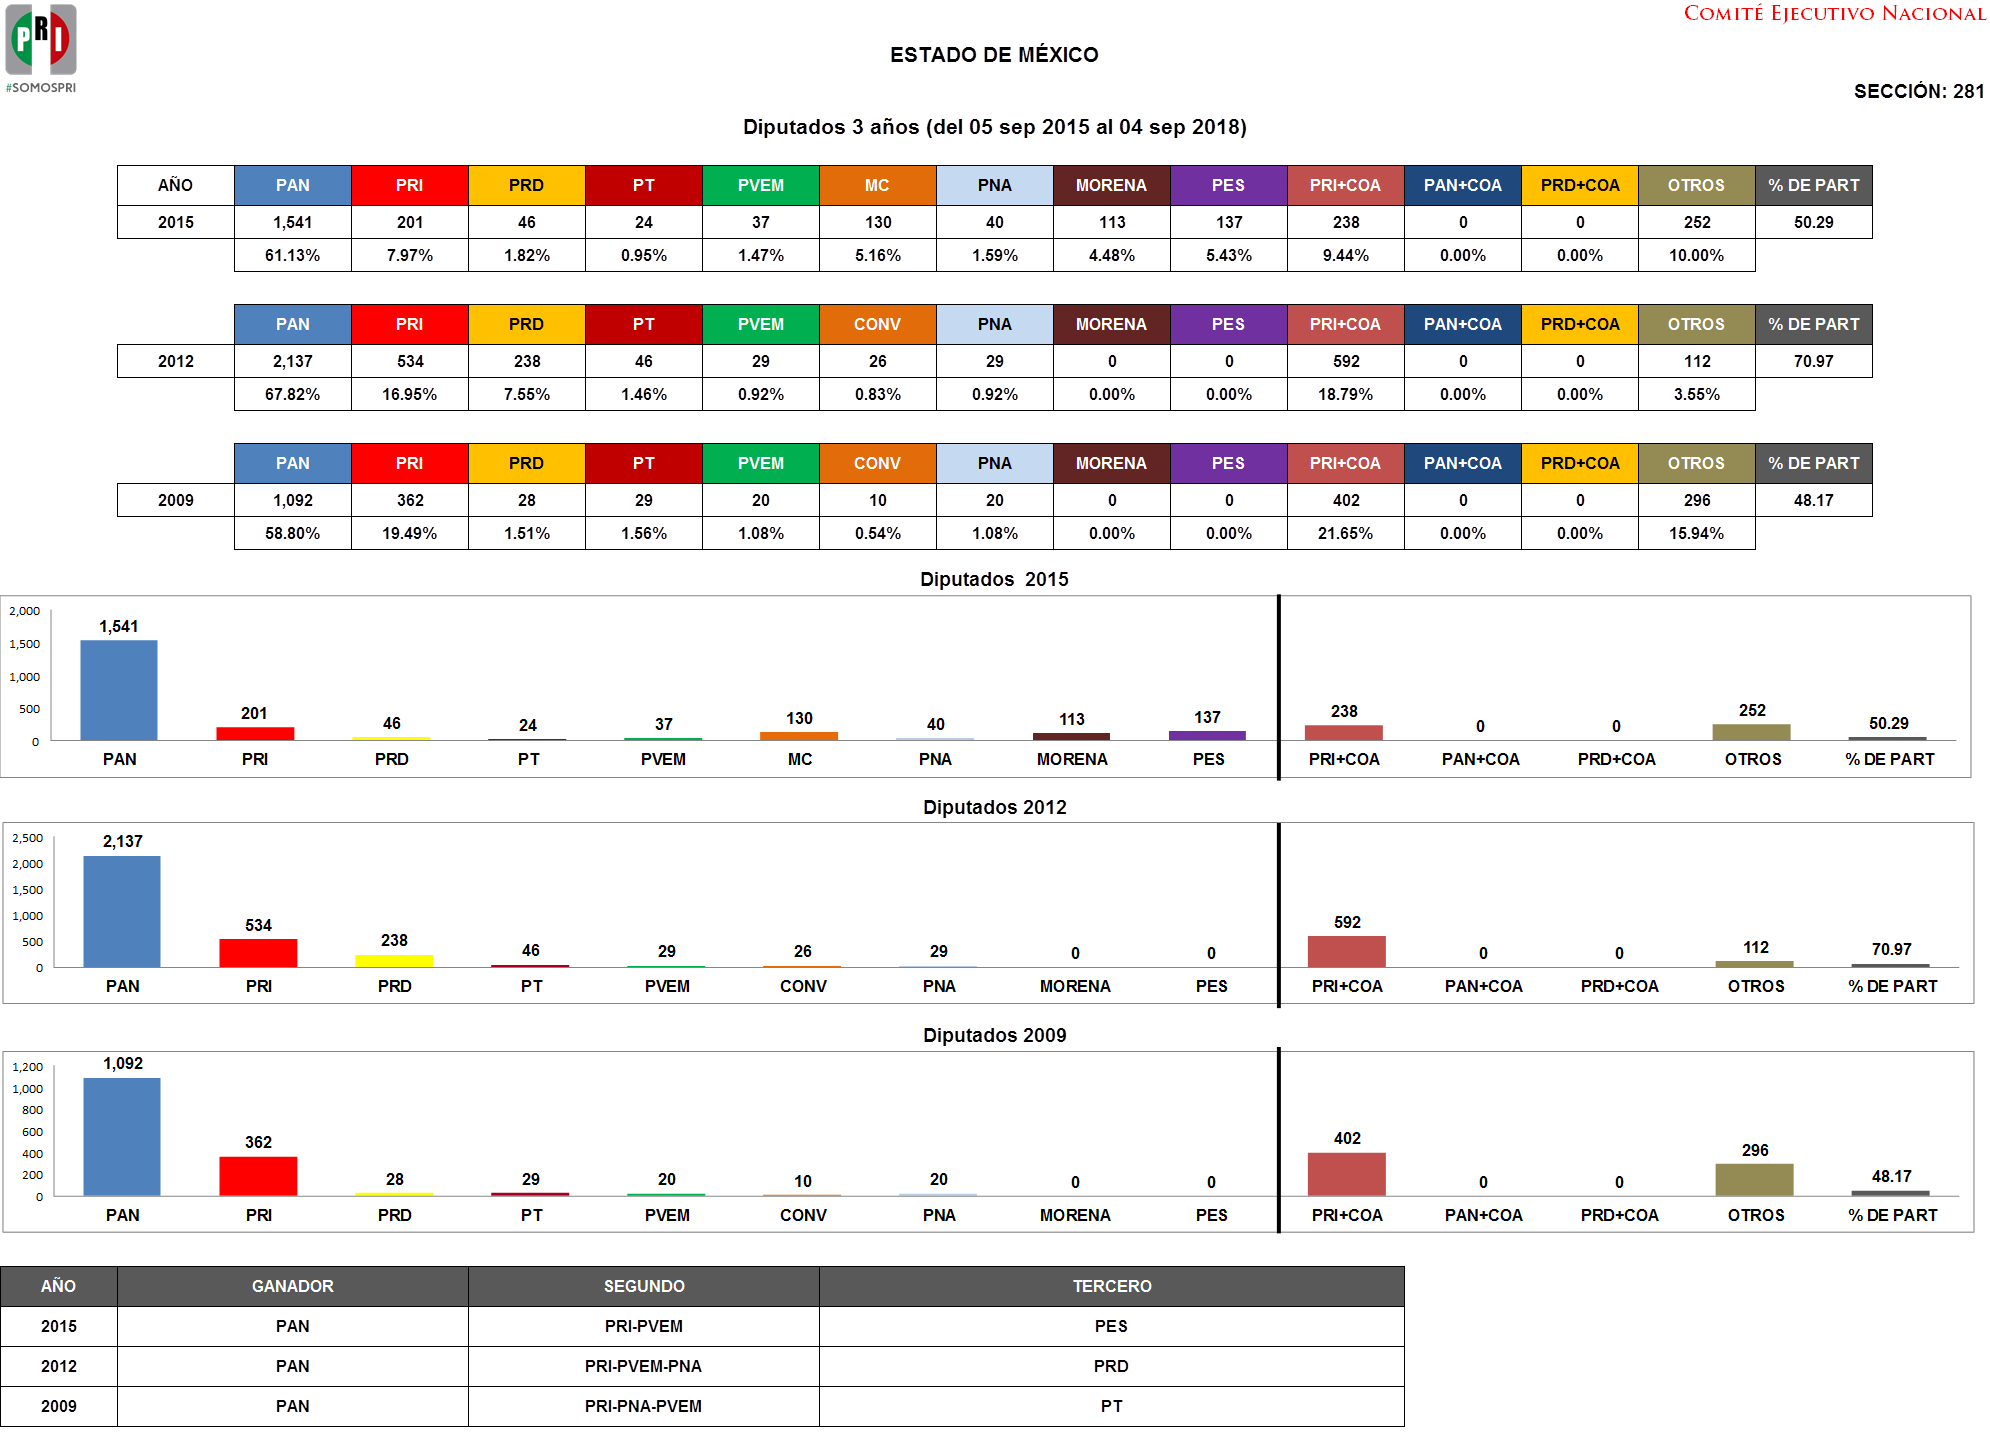 PRI
#SOMOSPRI
COMITÉ EJECUTIVO NACIONAL
ESTADO DE MÉXICO
SECCIÓN: 281
Diputados 3 años (del 05 sep 2015 al 04 sep 2018)
AÑO PAN PRI PRD PT PVEM MC PNA MORENA PES PRI+COA PAN+COA PRD+COA OTROS % DE PART
2015 1,541 201 46 24 37 130 40 113 137 238 0 0 252 50.29
61.13% 7.97% 1.82% 0.95% 1.47% 5.16% 1.59% 4.48% 5.43% 9.44% 0.00% 0.00% 10.00%
PAN PRI PRD PT PVEM CONV PNA MORENA PES PRI+COA PAN+COA PRD+COA OTROS % DE PART
2012 2,137 534 238 46 29 26 29 0 0 592 0 0 112 70.97
67.82% 16.95% 7.55% 1.46% 0.92% 0.83% 0.92% 0.00% 0.00% 18.79% 0.00% 0.00% 3.55%
PAN PRI PRD PT PVEM CONV PNA MORENA PES PRI+COA PAN+COA PRD+COA OTROS % DE PART
2009 1,092 362 28 29 20 10 20 0 0 402 0 0 296 48.17
58.80% 19.49% 1.51% 1.56% 1.08% 0.54% 1.08% 0.00% 0.00% 21.65% 0.00% 0.00% 15.94%
Diputados 2015
2,000
1,500
1,000
500
0
1,541 201 46 24 37 130 40 113 137 238 0 0 252 50.29
PAN PRI PRD PT PVEM MC PNA MORENA PES PRI+COA PAN+COA PRD+COA OTROS % DE PART
Diputados 2012
2,500
2,000
1,500
1,000
500
0
2,137 534 238 46 29 26 29 0 0 592 0 0 112 70.97
PAN PRI PRD PT PVEM CONV PNA MORENA PES PRI+COA PAN+COA PRD+COA OTROS % DE PART
Diputados 2009
1,200
1,000
800
600
400
200
0
1,092 362 28 29 20 10 20 0 0 402 0 0 296 48.17
PAN PRI PRD PT PVEM CONV PNA MORENA PES PRI+COA PAN+COA PRD+COA OTROS % DE PART
AÑO GANADOR SEGUNDO TERCERO
2015 PAN PRI-PVEM PES
2012 PAN PRI-PVEM-PNA PRD
2009 PAN PRI-PNA-PVEM PT